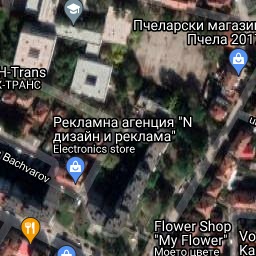 Пчеларски магазин
Пчела 201
H-Trans
Х-ТРАНС
Рекламна агенция "N
дизайн и реклама"
Electronics store
Bachvarov
Flower Shop
"My Flower"
Моето цвете
Vo
Ka